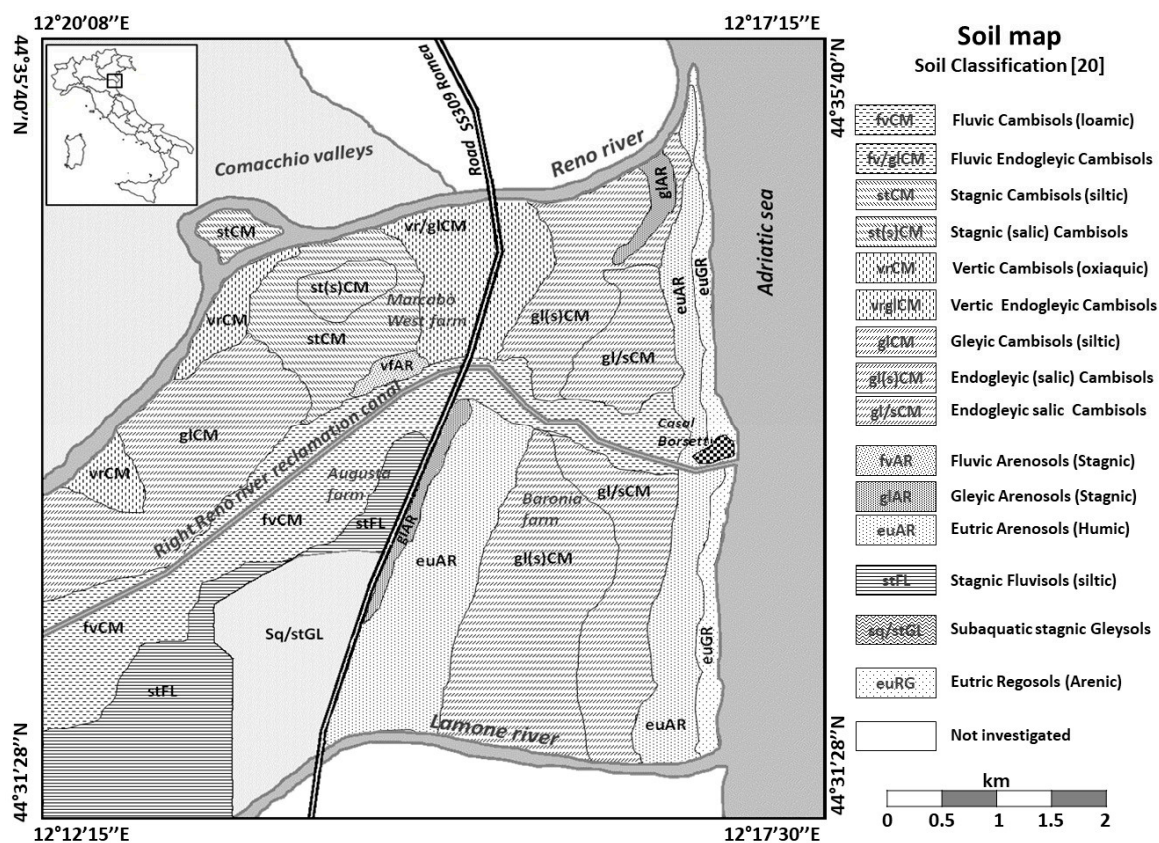 12°20'08''E
12°17'15''E
44°35'40''N
44°35'40''N
Comacchio valleys
Road SS309 Romea
Reno river
Adriatic sea
stCM
vr/glCM
glAR
st(s)CM
Marcabò
West farm
vrCM
stCM
vfAR
gl(s)CM
gl/sCM
euAR
euGR
glCM
vrCM
Right Reno river reclamation canal
Casal
Borsetti
Augusta
farm
fvCM
stFL
glAR
euAR
Baronia
farm
gl/sCM
gl(s)CM
Sq/stGL
fvCM
stFL
euGR
euAR
Lamone river
44°31'28''N
44°31'28''N
12°12'15''E
12°17'30''E
Soil map
Soil Classification [20]
fvCM Fluvic Cambisols (loamic)
fv/glCM Fluvic Endogleyic Cambisols
stCM Stagnic Cambisols (siltic)
st(s)CM Stagnic (salic) Cambisols
vrCM Vertic Cambisols (oxiaquic)
vrglCM Vertic Endogleyic Cambisols
glCM Gleyic Cambisols (siltic)
gl(s)CM Endogleyic (salic) Cambisols
gl/sCM Endogleyic salic Cambisols
fvAR Fluvic Arenosols (Stagnic)
glAR Gleyic Arenosols (Stagnic)
euAR Eutric Arenosols (Humic)
stFL Stagnic Fluvisols (siltic)
sq/stGL Subaquatic stagnic Gleysols
euRG Eutric Regosols (Arenic)
Not investigated
km
0 0.5 1 1.5 2